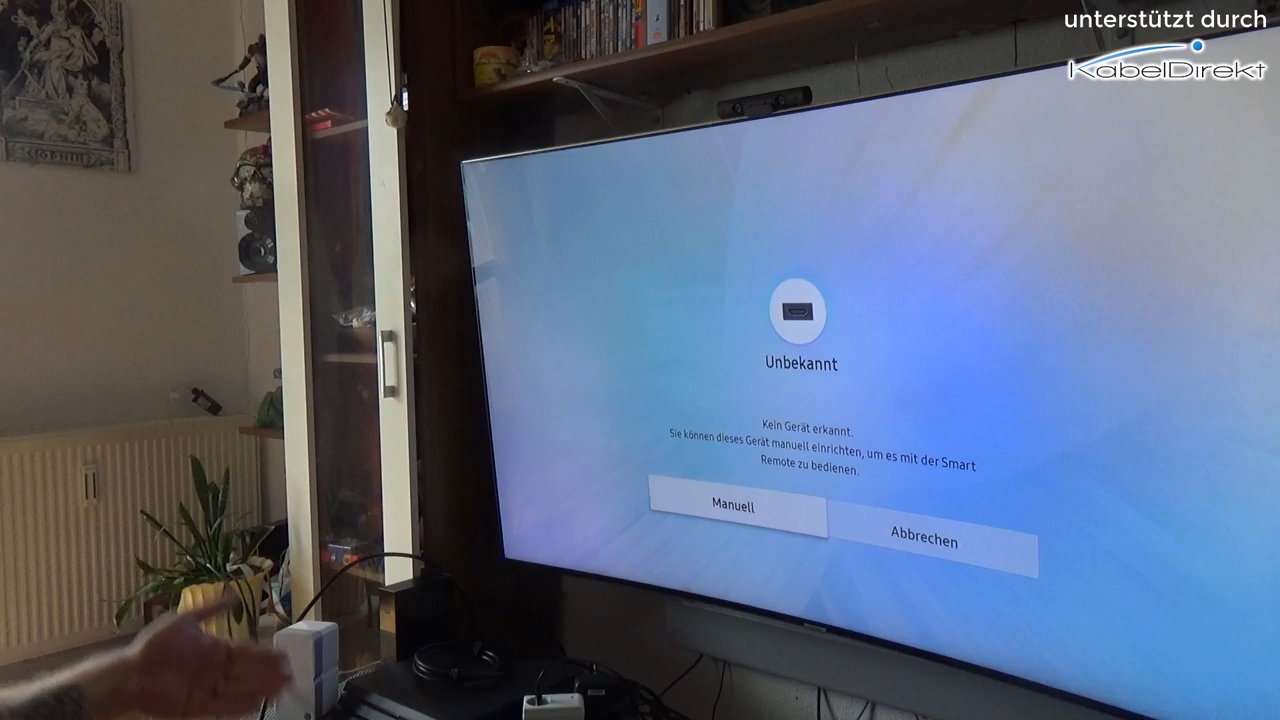 unterstützt durch
KabelDirekt
Unbekannt
Kein Gerät erkannt.
Sie können dieses Gerät manuell einrichten, um es mit der Smart
Remote zu bedienen.
Manuell
Abbrechen